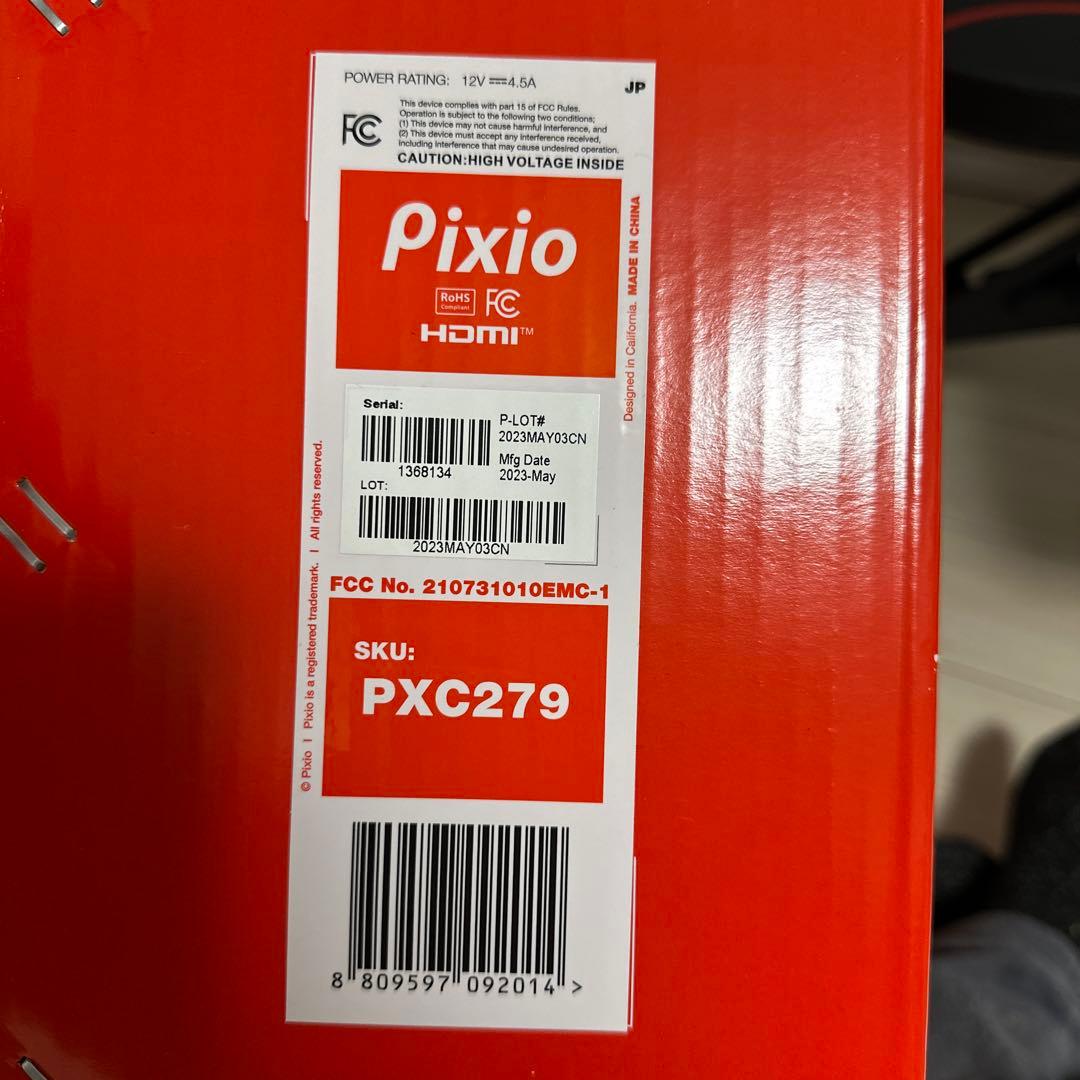 POWER RATING: 12V ⎓4.5A
JP
FC
This device complies with part 15 of FCC Rules.
Operation is subject to the following two conditions;
(1) This device may not cause harmful interference, and
(2) This device must accept any interference received,
including interference that may cause undesired operation.
CAUTION:HIGH VOLTAGE INSIDE
Pixio
RoHS
Compliant
FC
HDMI™
Designed in California. MADE IN CHINA
Serial:
1368134
P-LOT#
2023MAY03CN
Mfg Date
2023-May
LOT:
2023MAY03CN
FCC No. 210731010EMC-1
© Pixio I Pixio is a registered trademark. I All rights reserved.
SKU:
PXC279
8 809597 092014 >